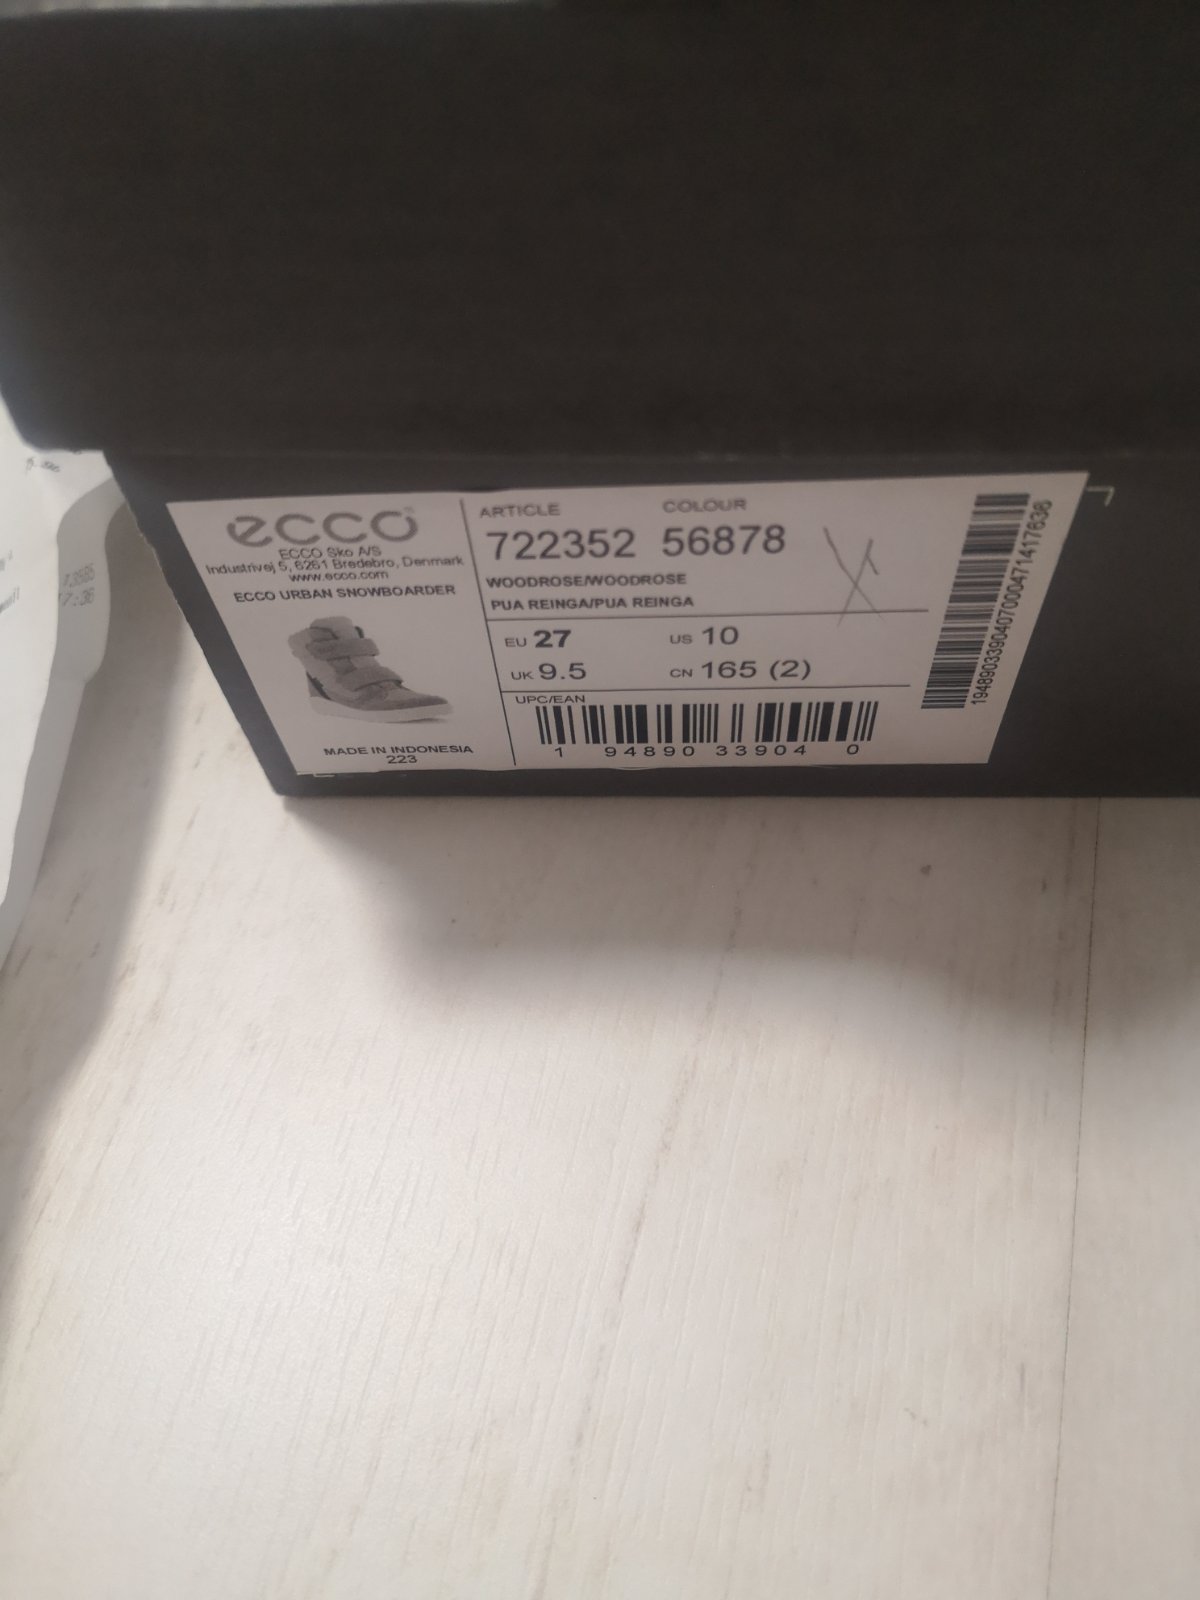 ecco
ECCO Sko A/S
Industrivej 5, 6261 Bredebro, Denmark
www.ecco.com
ECCO URBAN SNOWBOARDER
MADE IN INDONESIA
223
ARTICLE COLOUR
722352 56878
WOODROSE/WOODROSE
PUA REINGA/PUA REINGA
EU 27 US 10
UK 9.5 CN 165 (2)
UPC/EAN
1 94890 33904 0
1948903390407000471417636